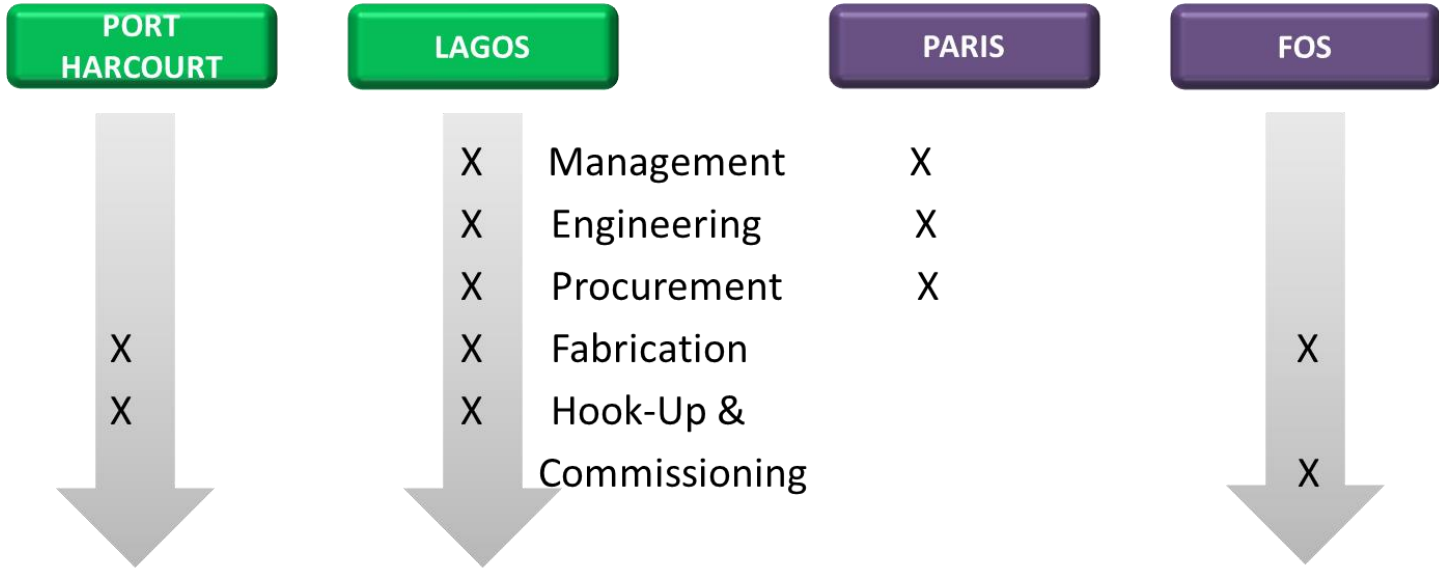 PORT
HARCOURT
LAGOS
PARIS
FOS
X Management X
X Engineering X
X Procurement X
X X Fabrication X
X X Hook-Up &
Commissioning X